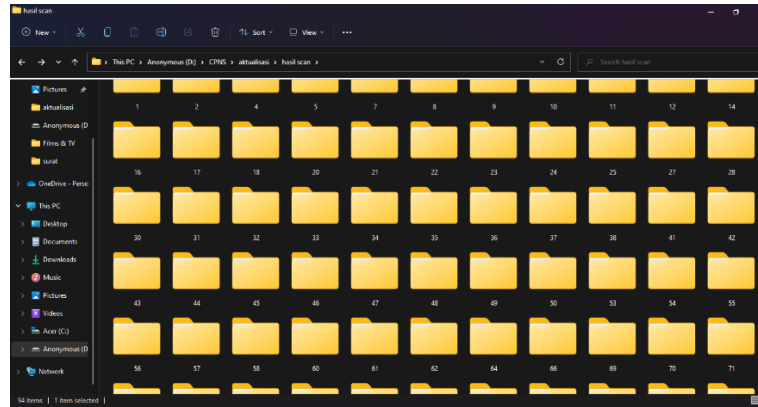 hasil scan
New Sort View
This PC > Anonymous (D:) > CPNS > aktualisasi > hasil scan >
Search hasil scan
Pictures
aktualisasi
Anonymous (D
Films & TV
surat
OneDrive - Perso
This PC
Desktop
Documents
Downloads
Music
Pictures
Videos
Acer (C:)
Anonymous (D
Network
1 2 4 5 7 8 9 10 11 12 14
16 17 18 20 21 22 23 24 25 27 28
30 31 32 33 34 35 36 37 38 41 42
43 44 45 46 47 48 49 50 53 54 55
56 57 58 60 61 62 64 66 69 70 71
94 items | 1 item selected |